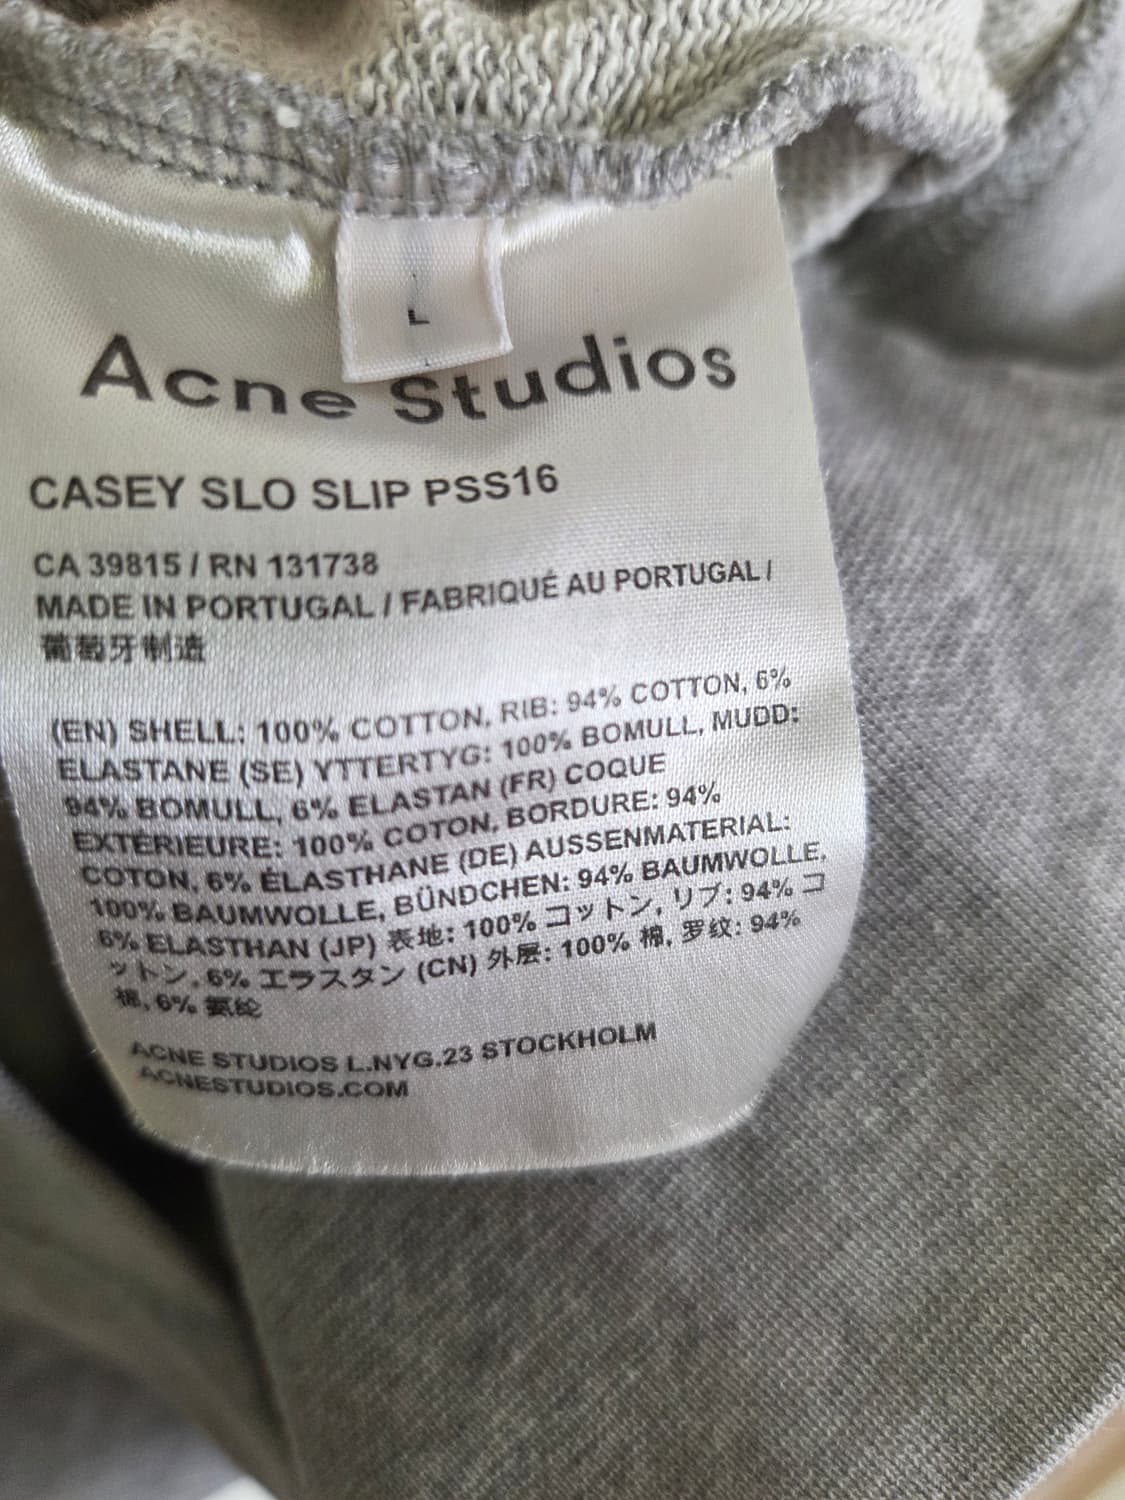 L
Acne Studios
CASEY SLO SLIP PSS16
CA 39815 / RN 131738
MADE IN PORTUGAL / FABRIQUÉ AU PORTUGAL /
葡萄牙制造
(EN) SHELL: 100% COTTON, RIB: 94% COTTON, 6%
ELASTANE (SE) YTTERTYG: 100% BOMULL, MUDD:
94% BOMULL, 6% ELASTAN (FR) COQUE
EXTÉRIEURE: 100% COTON, BORDURE: 94%
COTON, 6% ÉLASTHANE (DE) AUSSENMATERIAL:
100% BAUMWOLLE, BÜNDCHEN: 94% BAUMWOLLE,
6% ELASTHAN (JP) 表地: 100% コットン, リブ: 94% コ
ットン, 6% エラスタン (CN) 外层: 100% 棉, 罗纹: 94%
棉, 6% 氨纶
ACNE STUDIOS L.NYG.23 STOCKHOLM
ACNESTUDIOS.COM